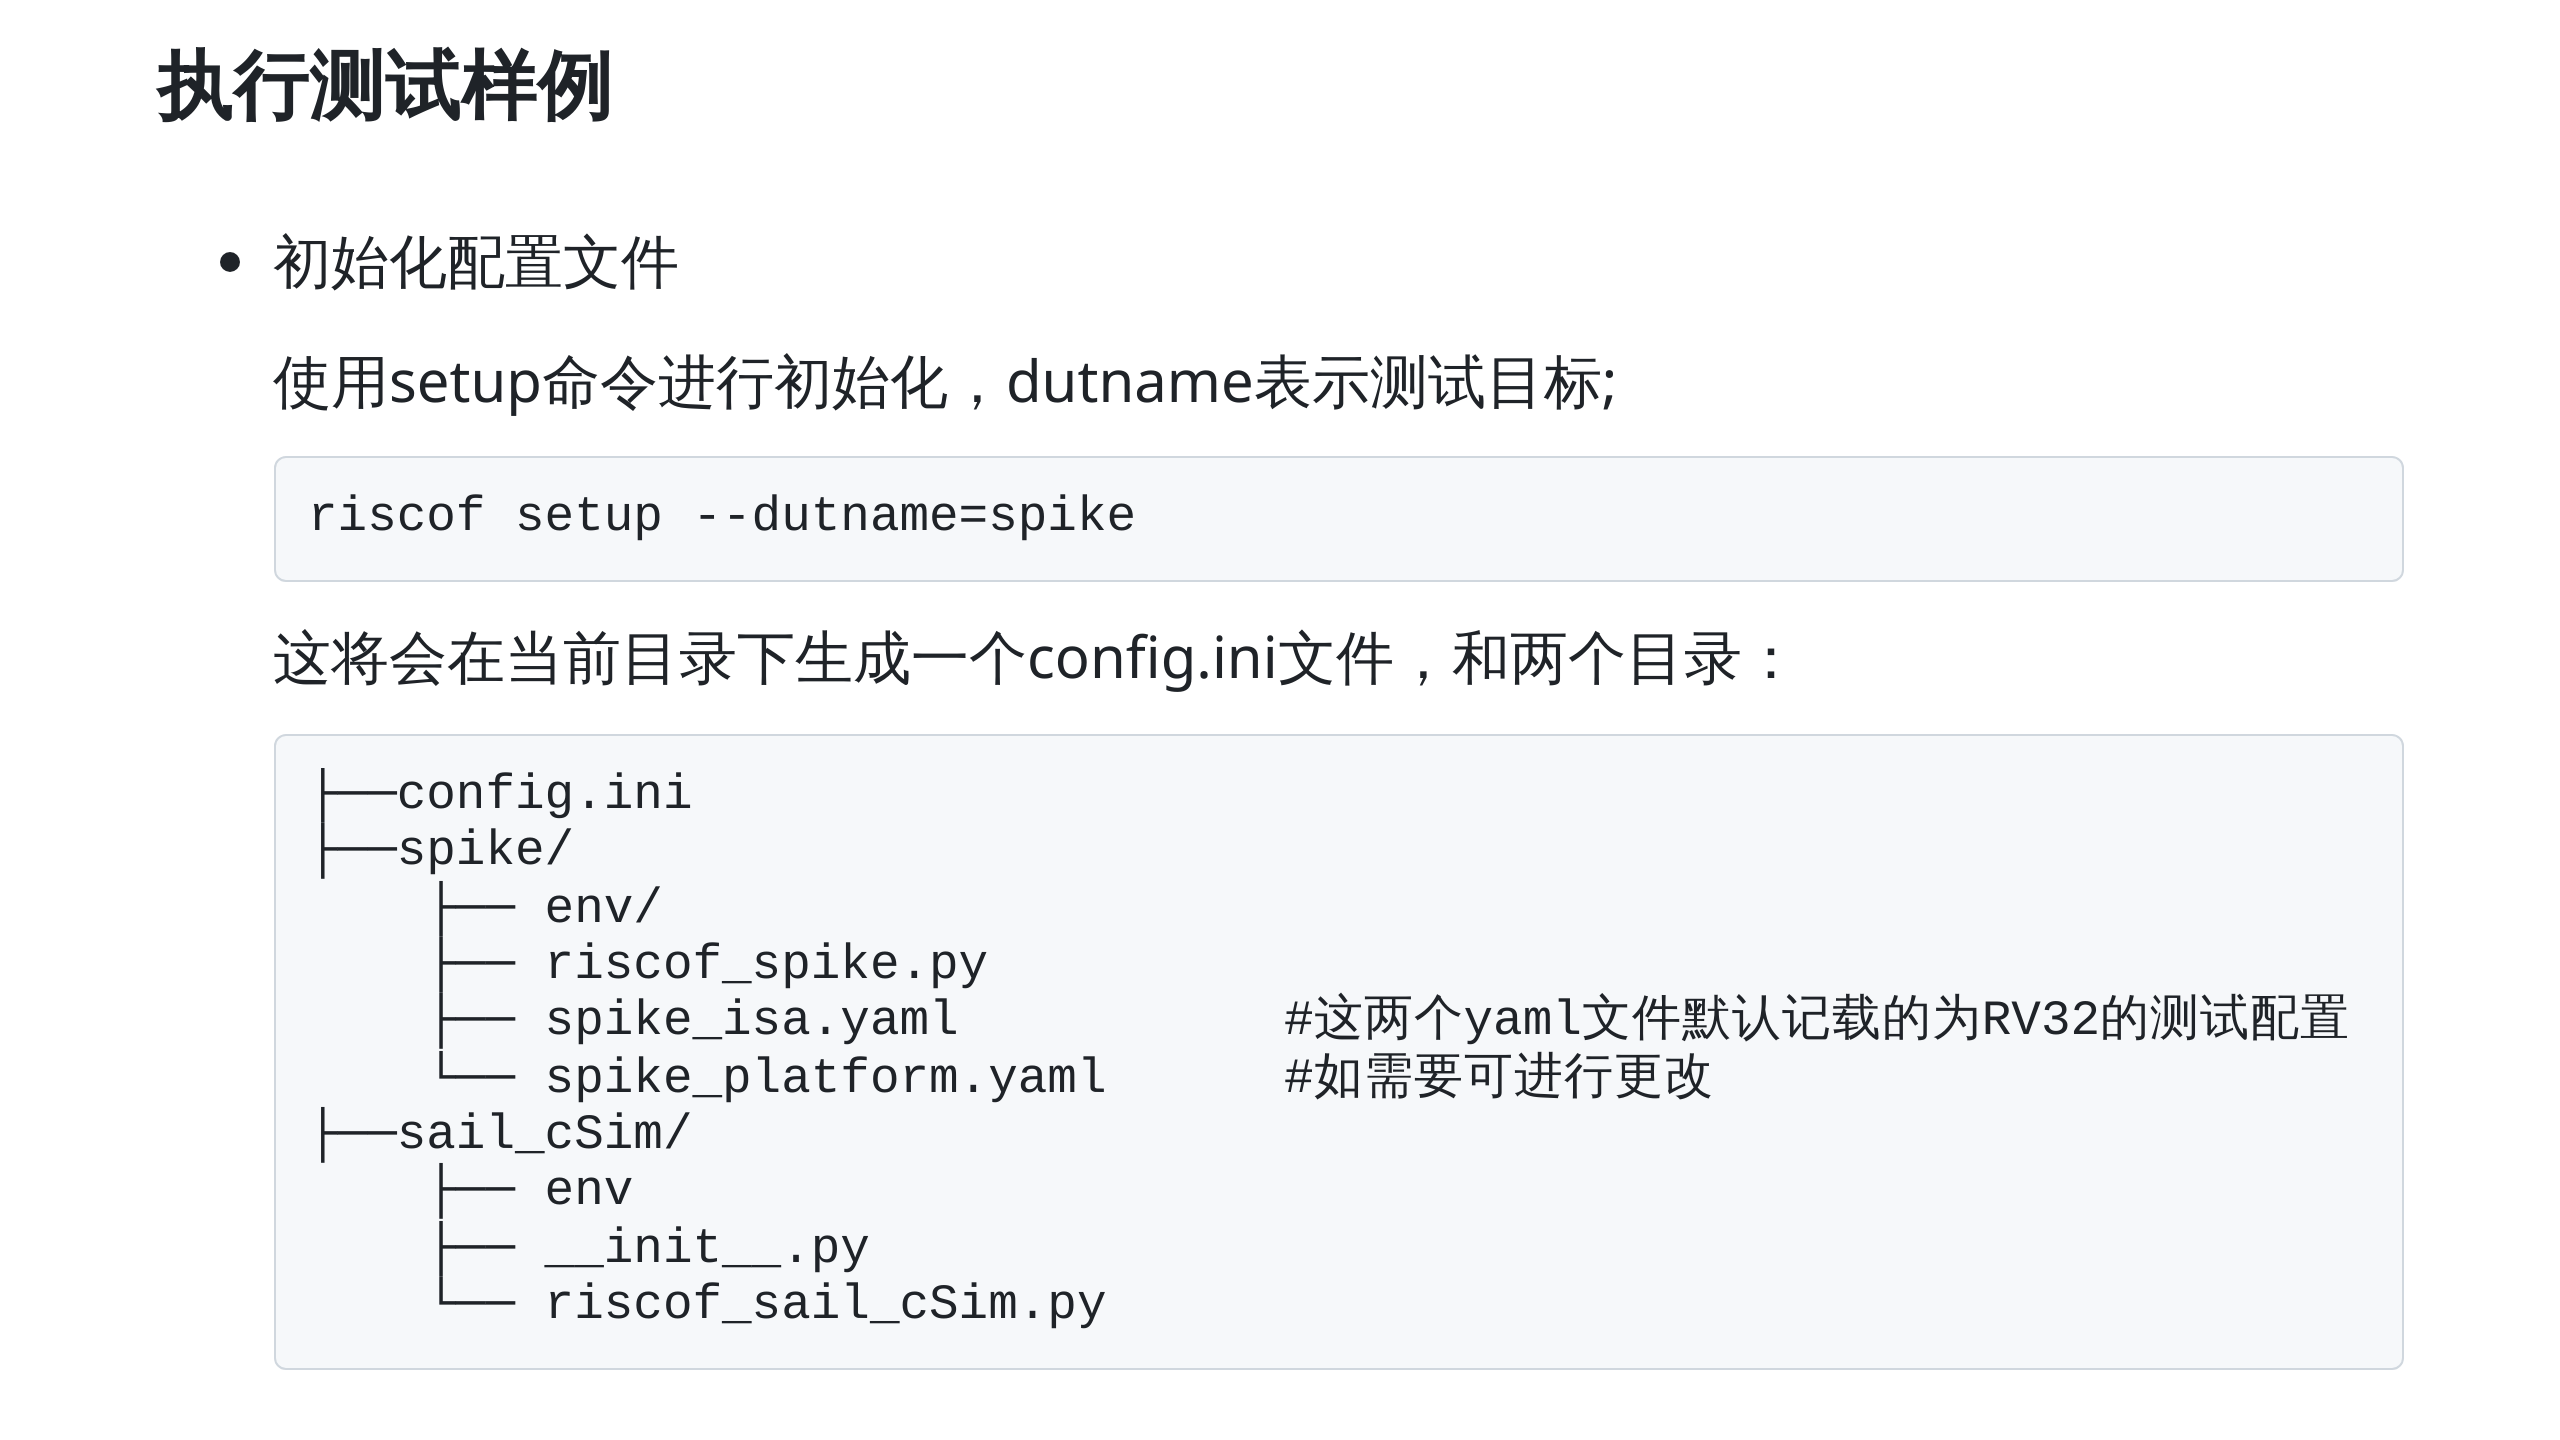 执行测试样例
• 初始化配置文件
使用setup命令进行初始化，dutname表示测试目标;
riscof setup --dutname=spike
这将会在当前目录下生成一个config.ini文件，和两个目录：
├──config.ini
├──spike/
    ├── env/
    ├── riscof_spike.py
    ├── spike_isa.yaml           #这两个yaml文件默认记载的为RV32的测试配置
    └── spike_platform.yaml      #如需要可进行更改
├──sail_cSim/
    ├── env
    ├── __init__.py
    └── riscof_sail_cSim.py